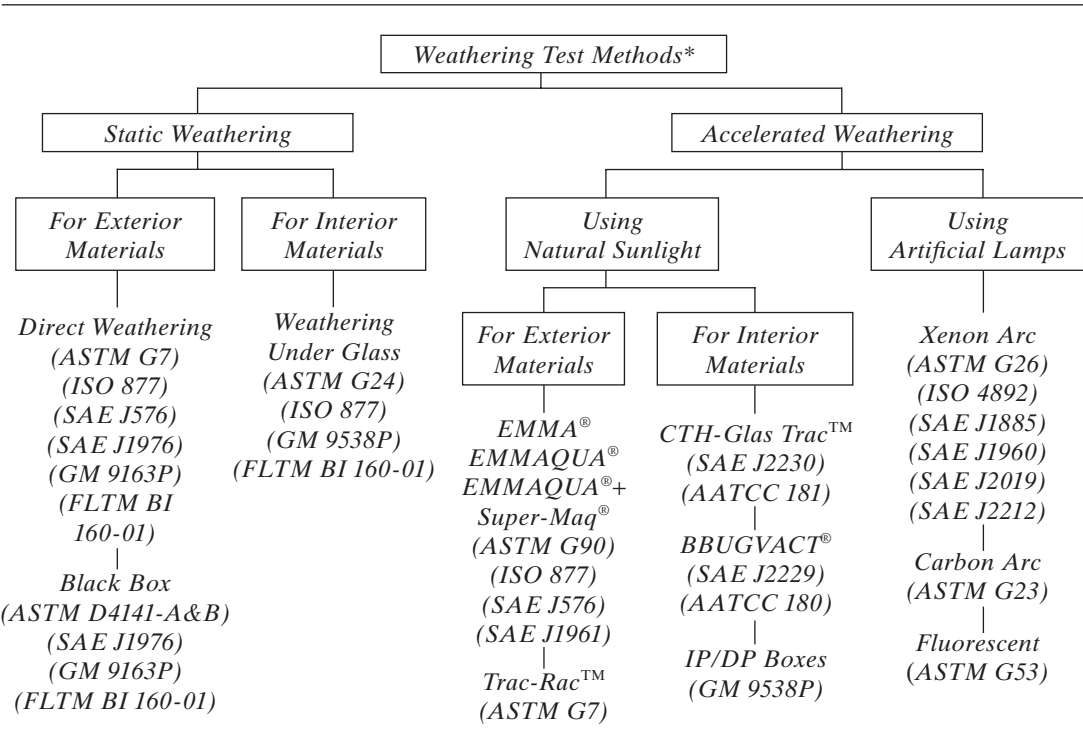 Weathering Test Methods*
Static Weathering
For Exterior
Materials
Direct Weathering
(ASTM G7)
(ISO 877)
(SAE J576)
(SAE J1976)
(GM 9163P)
(FLTM BI
160-01)
Black Box
(ASTM D4141-A&B)
(SAE J1976)
(GM 9163P)
(FLTM BI 160-01)
For Interior
Materials
Weathering
Under Glass
(ASTM G24)
(ISO 877)
(GM 9538P)
(FLTM BI 160-01)
Accelerated Weathering
Using
Natural Sunlight
For Exterior
Materials
EMMA®
EMMAQUA®
EMMAQUA®+
Super-Maq®
(ASTM G90)
(ISO 877)
(SAE J576)
(SAE J1961)
Trac-Rac™
(ASTM G7)
For Interior
Materials
CTH-Glas Trac™
(SAE J2230)
(AATCC 181)
BBUGVACT®
(SAE J2229)
(AATCC 180)
IP/DP Boxes
(GM 9538P)
Using
Artificial Lamps
Xenon Arc
(ASTM G26)
(ISO 4892)
(SAE J1885)
(SAE J1960)
(SAE J2019)
(SAE J2212)
Carbon Arc
(ASTM G23)
Fluorescent
(ASTM G53)